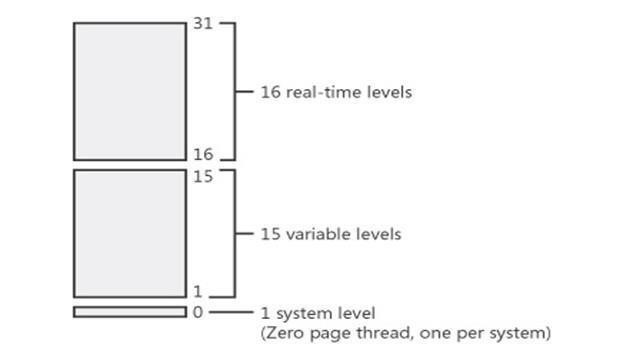 31
16 real-time levels
16
15
15 variable levels
1
0
1 system level
(Zero page thread, one per system)